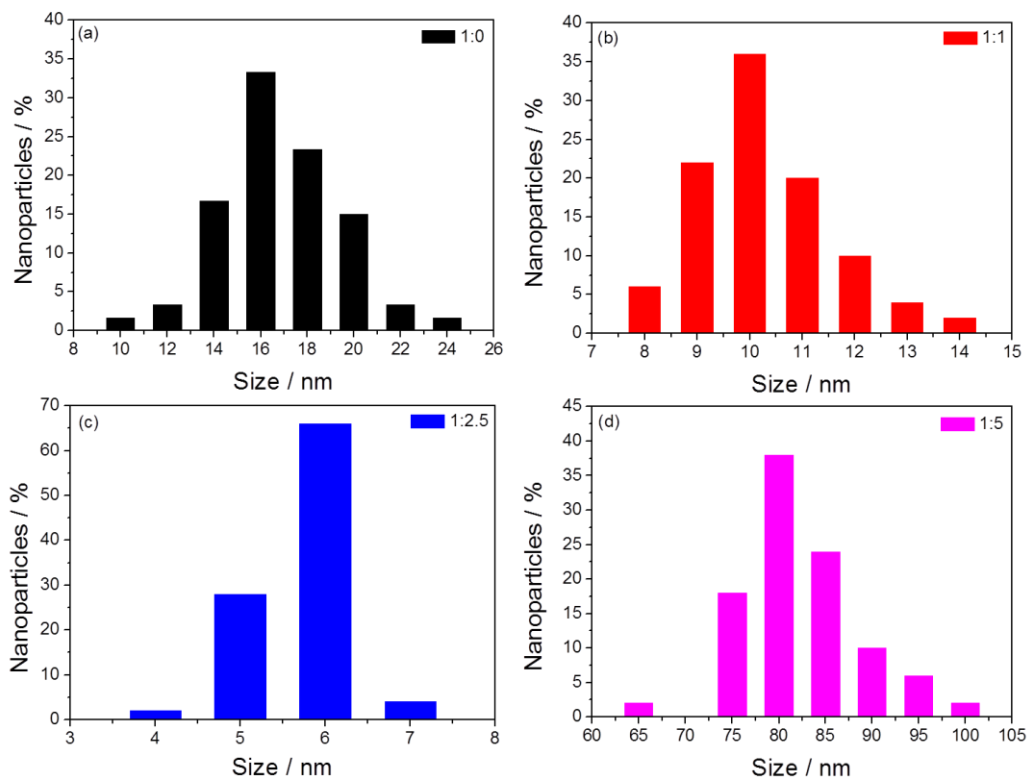 (a)
1:0
40
35
30
25
20
15
10
5
0
Nanoparticles / %
8 10 12 14 16 18 20 22 24 26
Size / nm
(b)
1:1
40
35
30
25
20
15
10
5
0
Nanoparticles / %
7 8 9 10 11 12 13 14 15
Size / nm
(c)
1:2.5
70
60
50
40
30
20
10
0
Nanoparticles / %
3 4 5 6 7 8
Size / nm
(d)
1:5
45
40
35
30
25
20
15
10
5
0
Nanoparticles / %
60 65 70 75 80 85 90 95 100 105
Size / nm